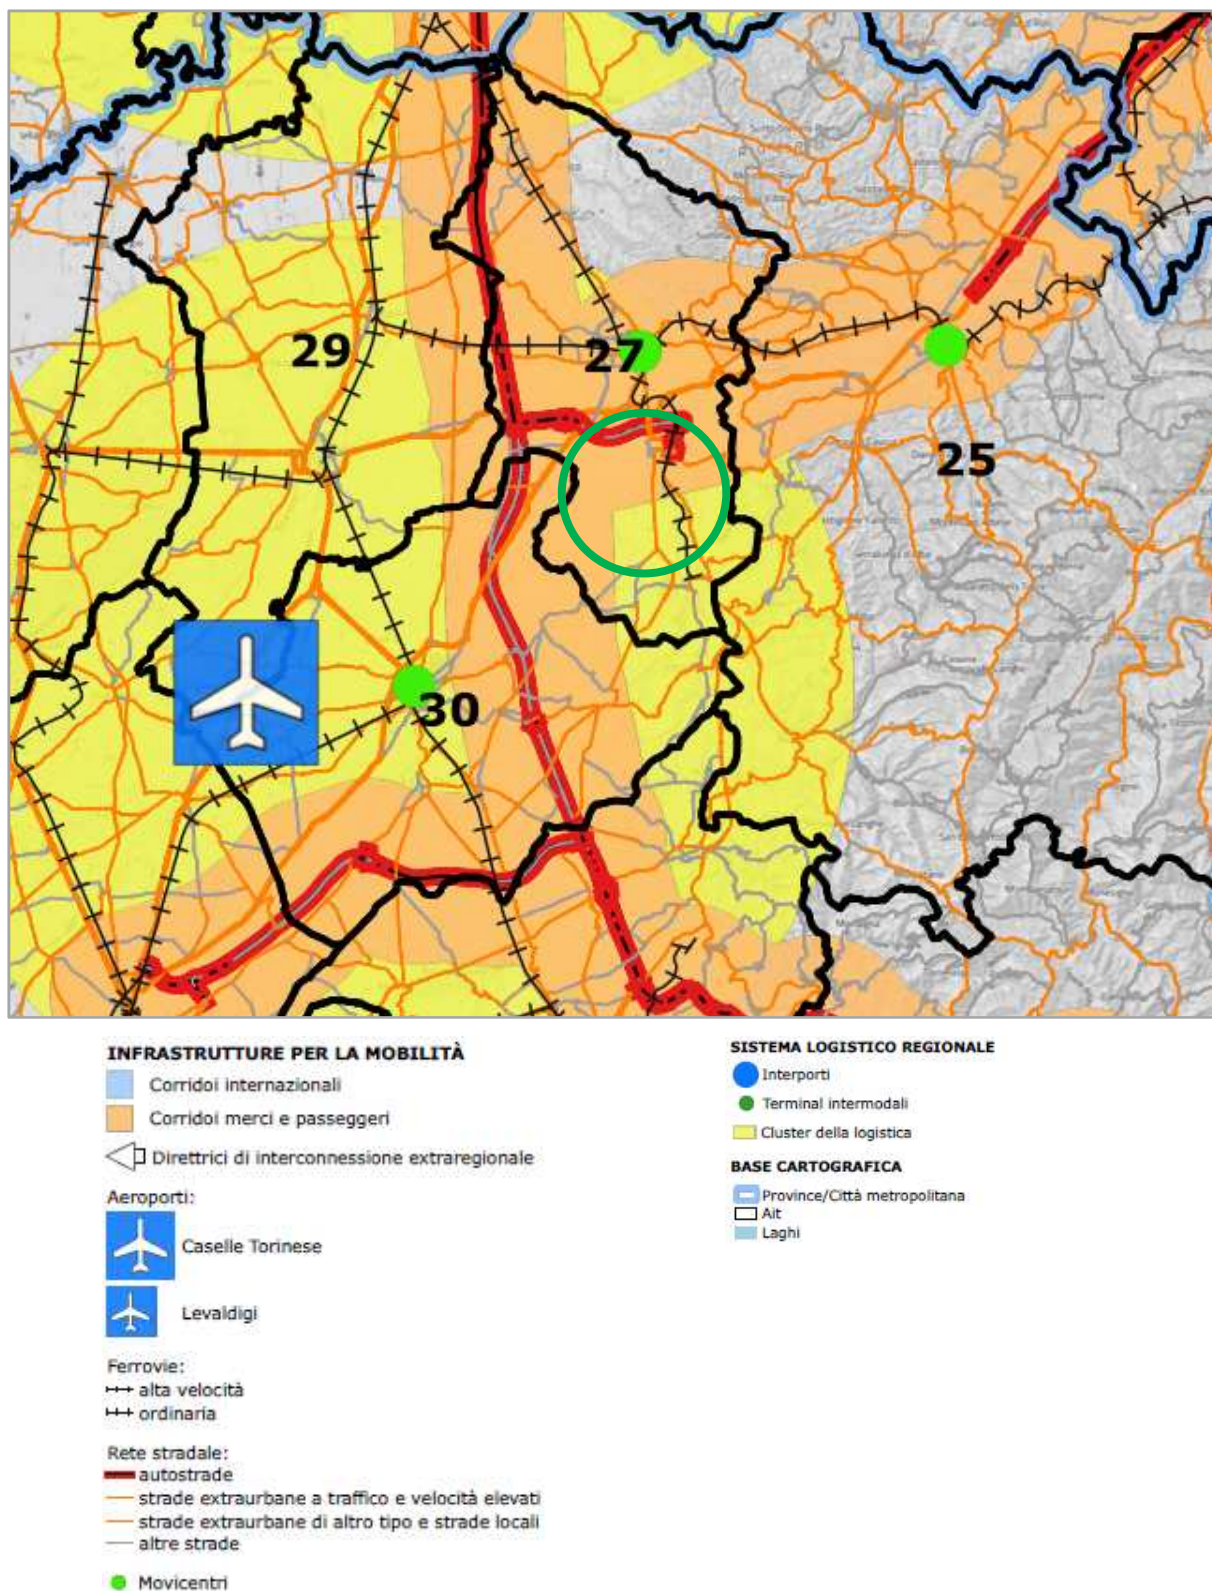 29
27
25
30
INFRASTRUTTURE PER LA MOBILITÀ
Corridoi internazionali
Corridoi merci e passeggeri
Direttrici di interconnessione extraregionale
Aeroporti:
Caselle Torinese
Levaldigi
Ferrovie:
alta velocità
ordinaria
Rete stradale:
autostrade
strade extraurbane a traffico e velocità elevati
strade extraurbane di altro tipo e strade locali
altre strade
Movicentri
SISTEMA LOGISTICO REGIONALE
Interporti
Terminal intermodali
Cluster della logistica
BASE CARTOGRAFICA
Province/Città metropolitana
Ait
Laghi